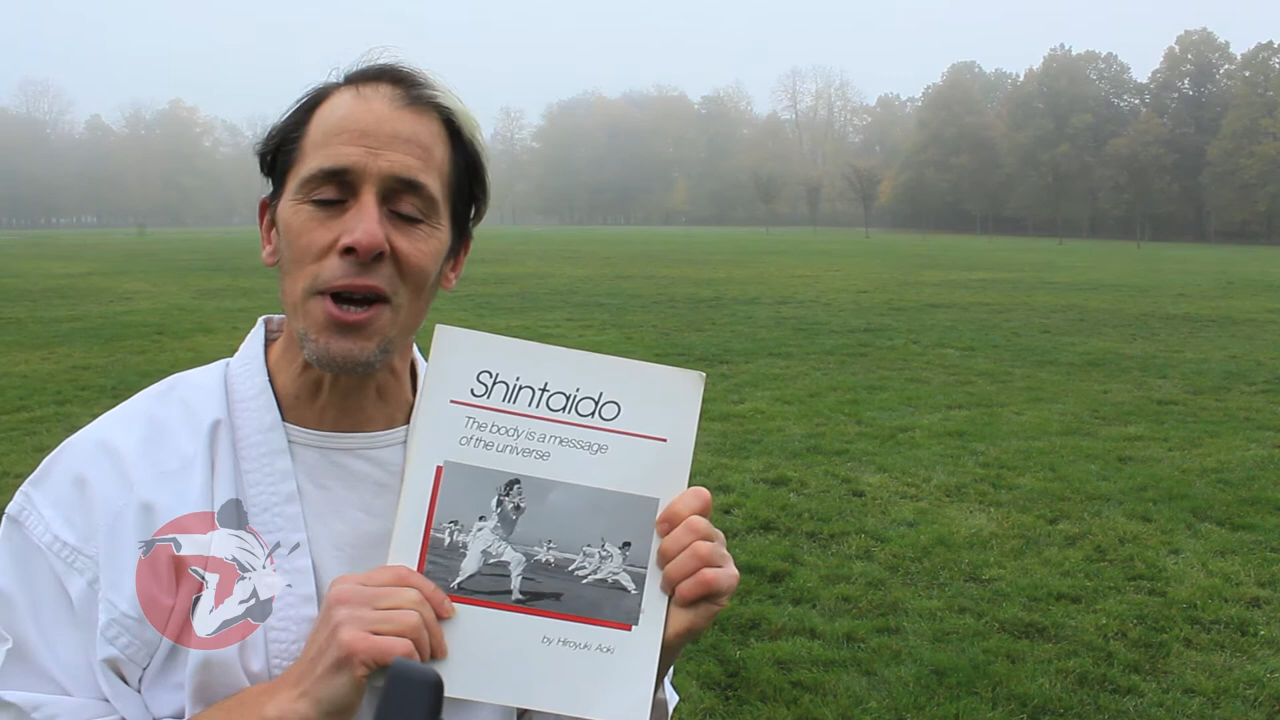 Shintaido
The body is a message
of the universe
by Hiroyuki Aoki